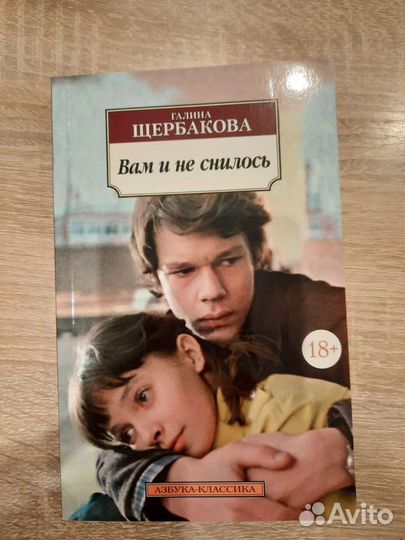 ГАЛИНА
ЩЕРБАКОВА
Вам и не снилось
18+
АЗБУКА-КЛАССИКА
Avito